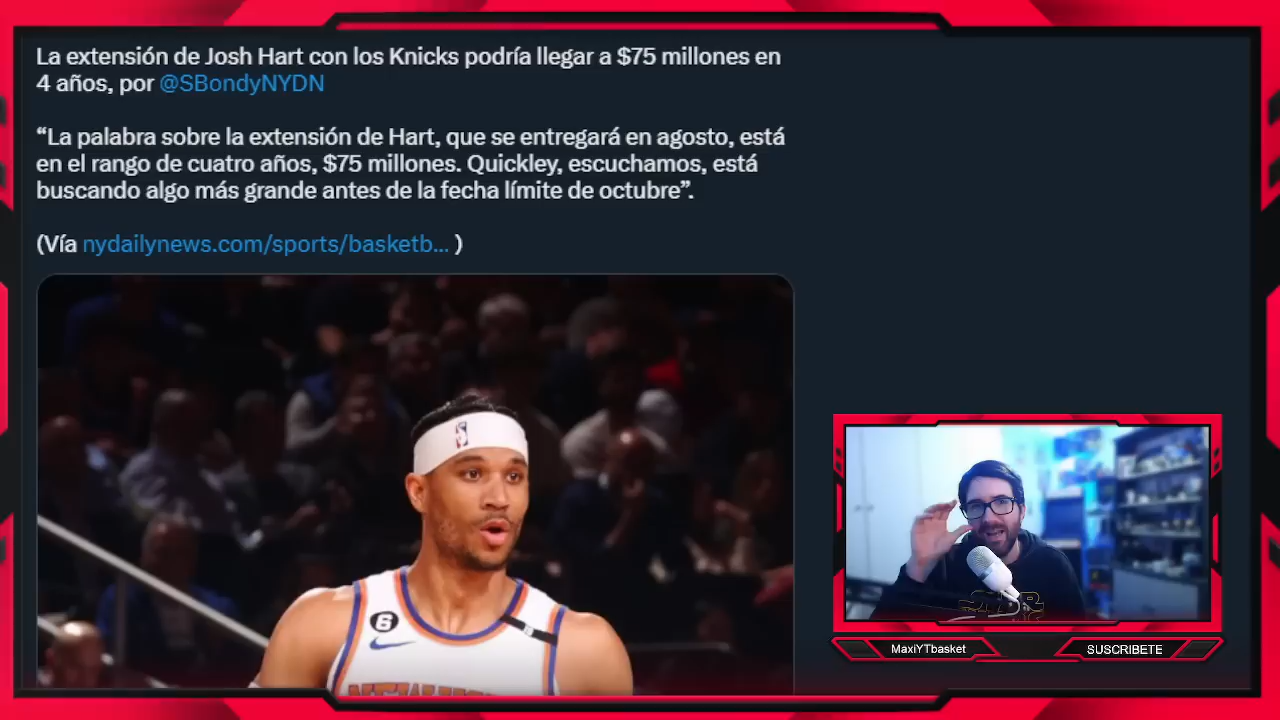 La extensión de Josh Hart con los Knicks podría llegar a $75 millones en
4 años, por @SBondyNYDN
“La palabra sobre la extensión de Hart, que se entregará en agosto, está
en el rango de cuatro años, $75 millones. Quickley, escuchamos, está
buscando algo más grande antes de la fecha límite de octubre”.
(Vía nydailynews.com/sports/basketb... )
6
MaxiYTbasket
SUSCRIBETE